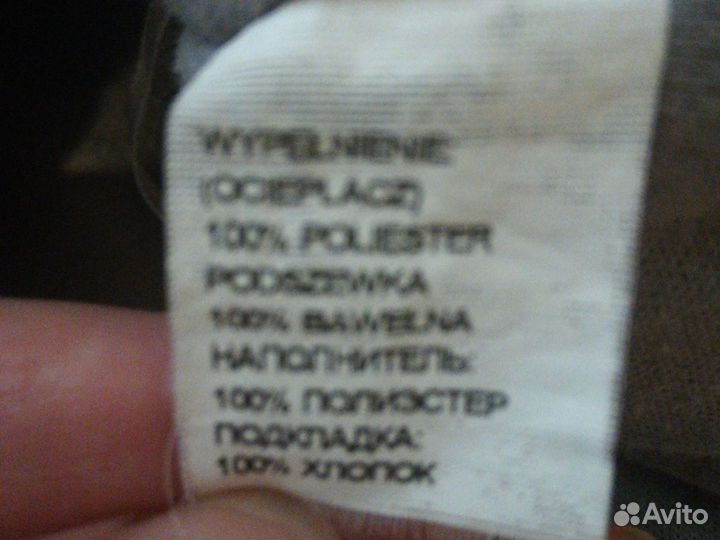 WYPEŁNIENIE
(OCIEPLACZ)
100% POLIESTER
PODSZEWKA
100% BAWEŁNA
НАПОЛНИТЕЛЬ:
100% ПОЛИЭСТЕР
ПОДКЛАДКА:
100% ХЛОПОК
Avito